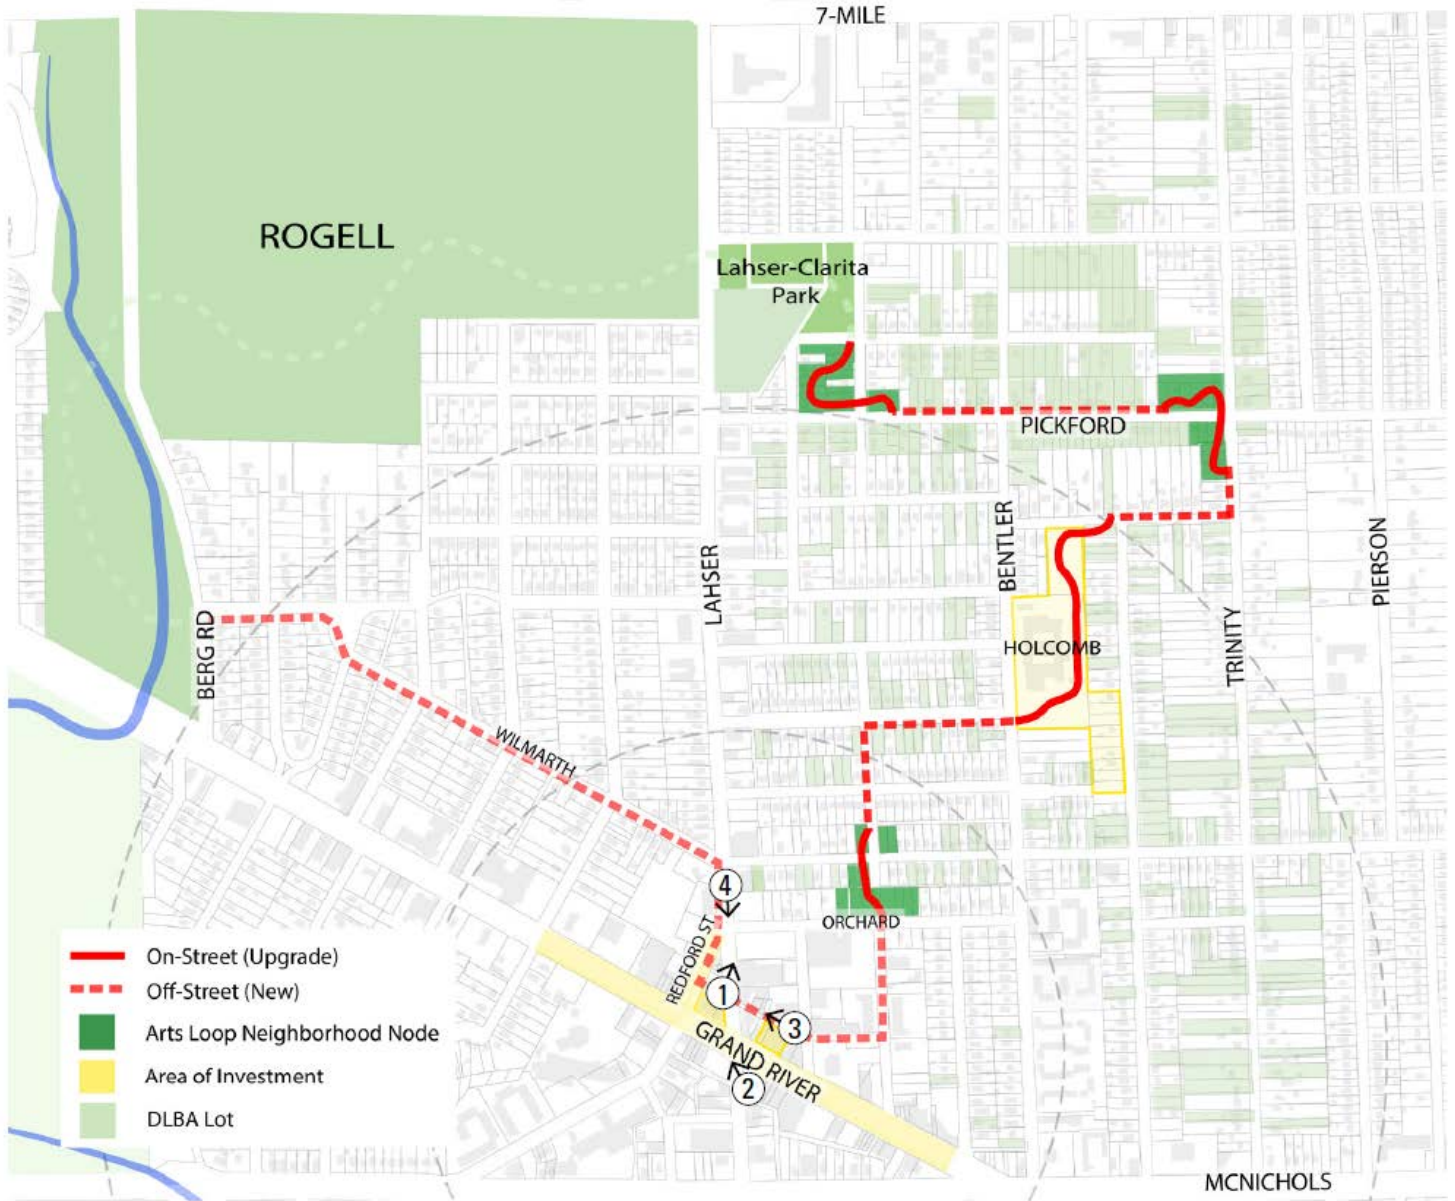 7-MILE
ROGELL
Lahser-Clarita
Park
PICKFORD
BENTLER
LAHSER
PIERSON
BERG RD
TRINITY
HOLCOMB
WILMARTH
4
ORCHARD
REDFORD ST
1
3
GRAND RIVER
2
On-Street (Upgrade)
Off-Street (New)
Arts Loop Neighborhood Node
Area of Investment
DLBA Lot
MCNICHOLS